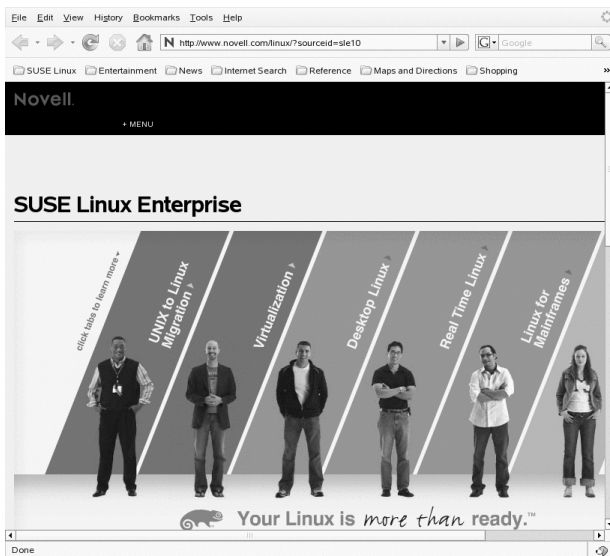 File Edit View History Bookmarks Tools Help
N http://www.novell.com/linux/?sourceid=sle10 G Google
SUSE Linux Entertainment News Internet Search Reference Maps and Directions Shopping »
Novell.
+ MENU
SUSE Linux Enterprise
click tabs to learn more
UNIX to Linux
Migration
Virtualization
Desktop Linux
Real Time Linux
Linux for
Mainframes
Your Linux is more than ready.™
Done